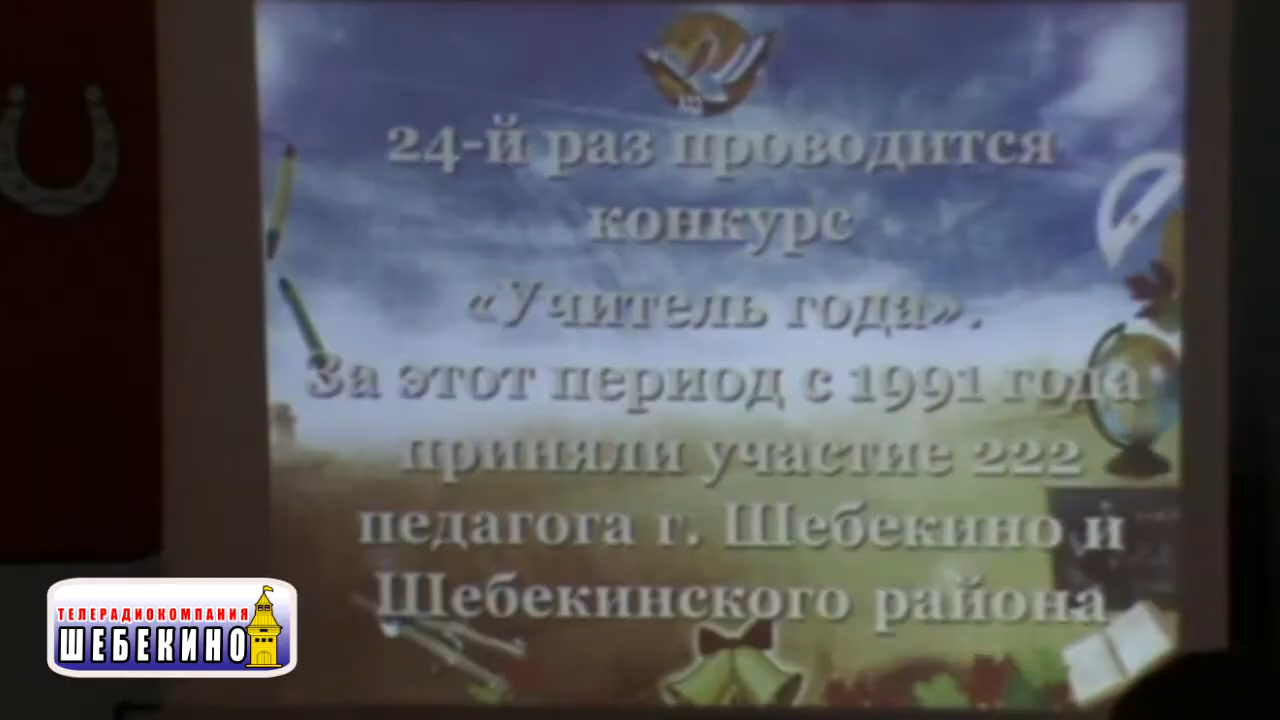 24-й раз проводится
конкурс
«Учитель года».
За этот период с 1991 года
приняли участие 222
педагога г. Шебекино и
Шебекинского района
ТЕЛЕРАДИОКОМПАНИЯ
ШЕБЕКИНО